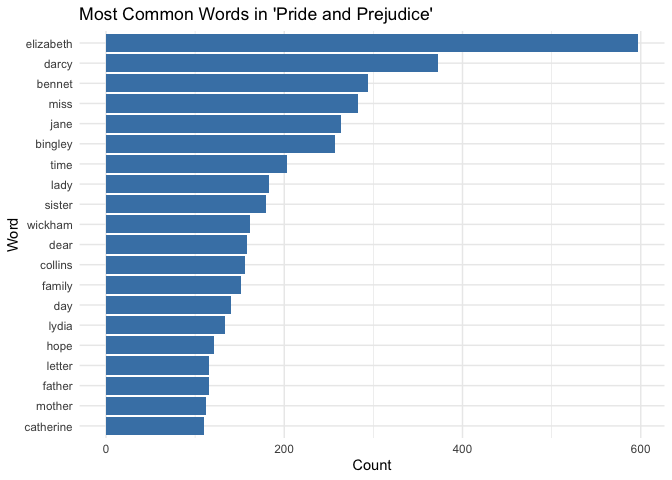 Most Common Words in 'Pride and Prejudice'
elizabeth
darcy
bennet
miss
jane
bingley
time
lady
sister
wickham
dear
collins
family
day
lydia
hope
letter
father
mother
catherine
Word
0 200 400 600
Count